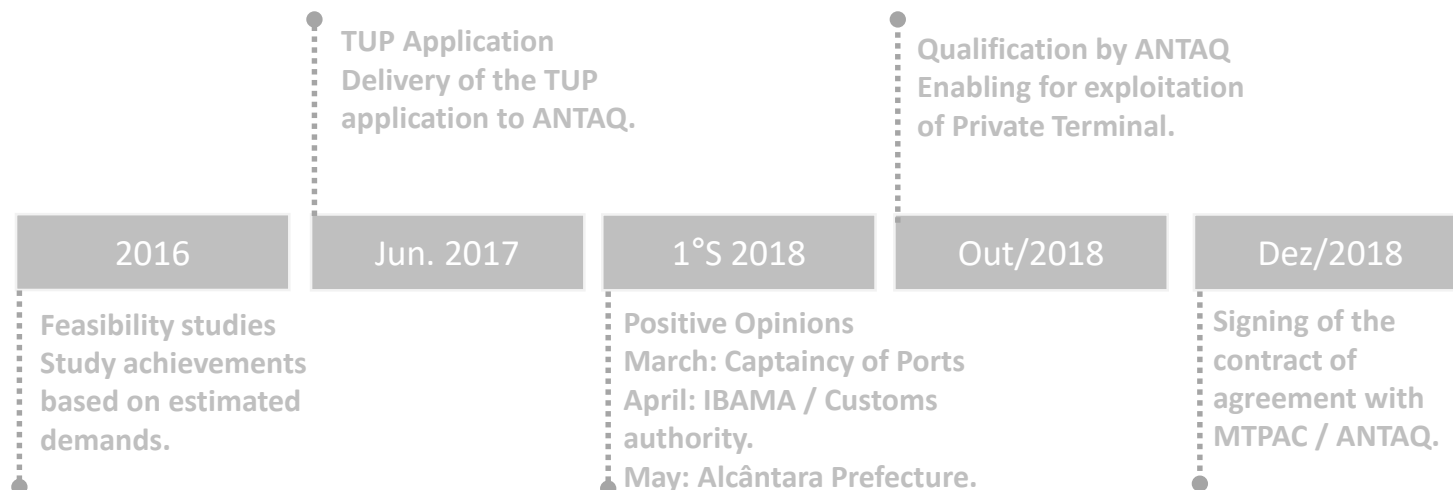 TUP Application
Delivery of the TUP
application to ANTAQ.
Qualification by ANTAQ
Enabling for exploitation
of Private Terminal.
2016
Jun. 2017
1°S 2018
Out/2018
Dez/2018
Feasibility studies
Study achievements
based on estimated
demands.
Positive Opinions
March: Captaincy of Ports
April: IBAMA / Customs
authority.
May: Alcântara Prefecture.
Signing of the
contract of
agreement with
MTPAC / ANTAQ.